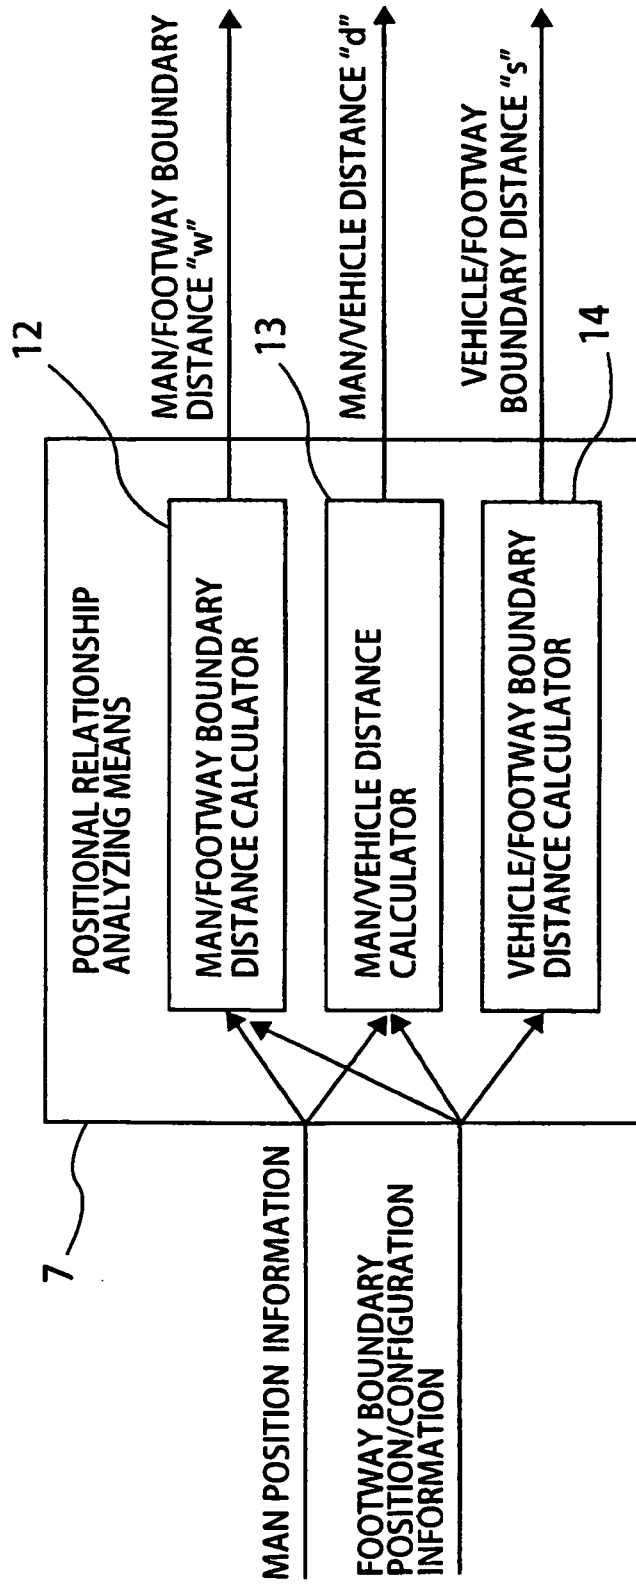 7
POSITIONAL RELATIONSHIP
ANALYZING MEANS
MAN POSITION INFORMATION
FOOTWAY BOUNDARY
POSITION/CONFIGURATION
INFORMATION
MAN/FOOTWAY BOUNDARY
DISTANCE CALCULATOR
12
MAN/FOOTWAY BOUNDARY
DISTANCE "w"
MAN/VEHICLE DISTANCE
CALCULATOR
13
MAN/VEHICLE DISTANCE "d"
VEHICLE/FOOTWAY BOUNDARY
DISTANCE CALCULATOR
14
VEHICLE/FOOTWAY
BOUNDARY DISTANCE "s"